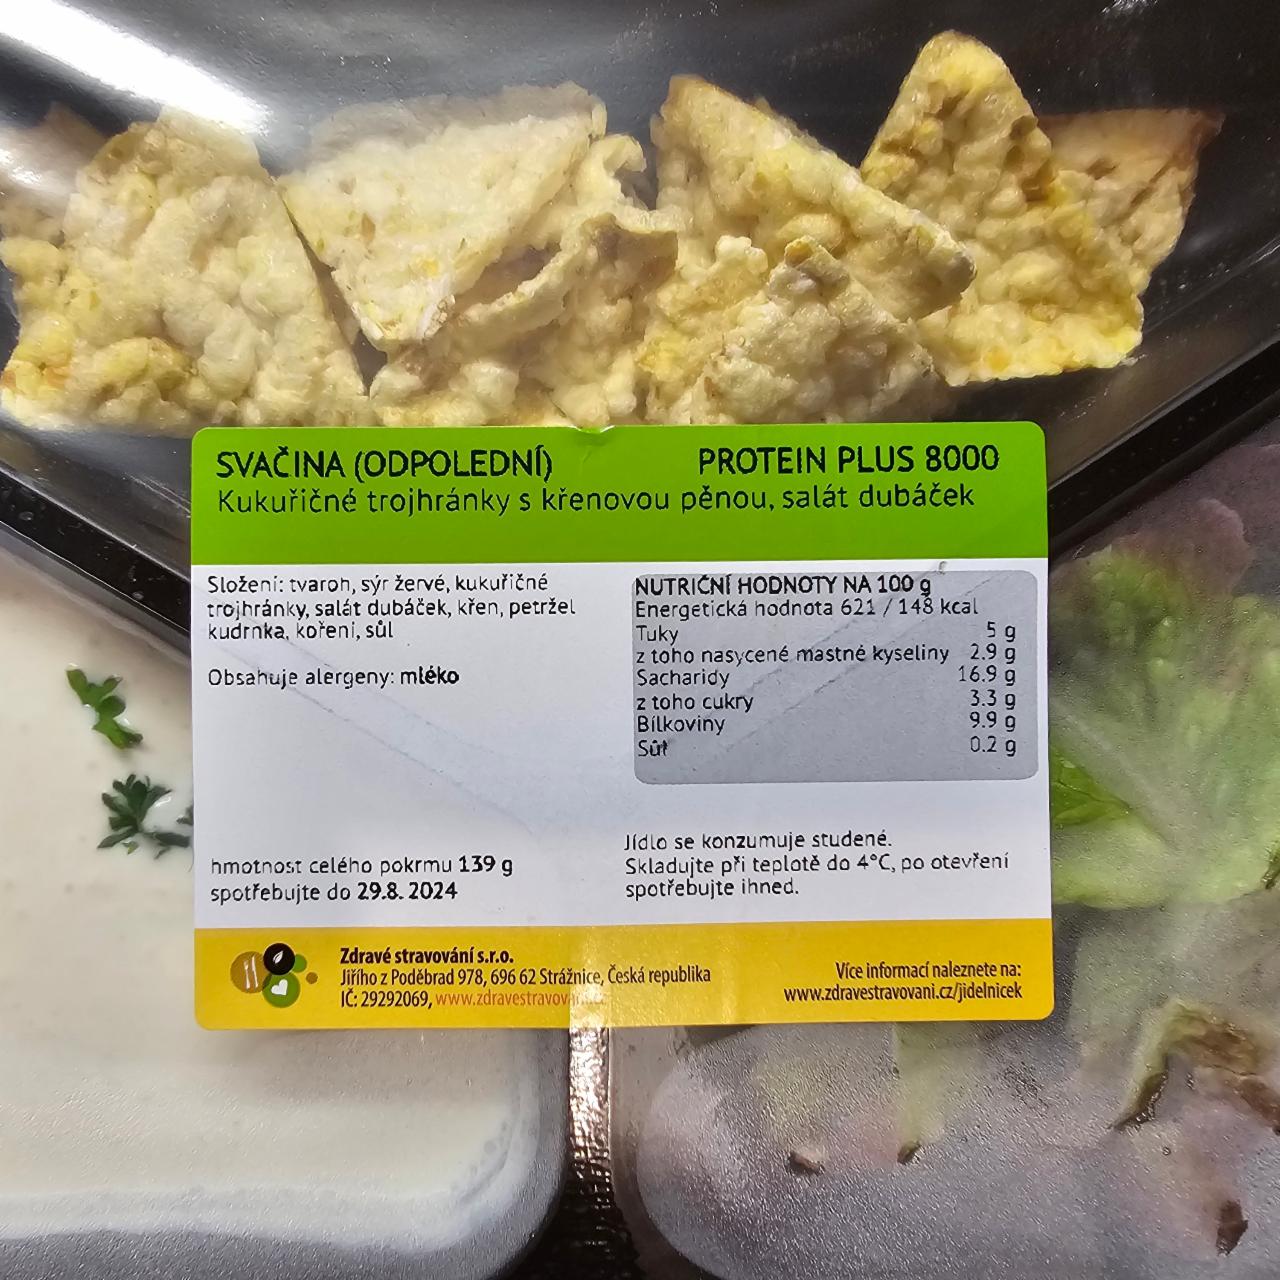 SVAČINA (ODPOLEDNÍ) PROTEIN PLUS 8000
Kukuřičné trojhránky s křenovou pěnou, salát dubáček
Složení: tvaroh, sýr žervé, kukuřičné
trojhránky, salát dubáček, křen, petržel
kudrnka, koření, sůl
Obsahuje alergeny: mléko
NUTRIČNÍ HODNOTY NA 100 g
Energetická hodnota 621 / 148 kcal
Tuky 5 g
z toho nasycené mastné kyseliny 2.9 g
Sacharidy 16.9 g
z toho cukry 3.3 g
Bílkoviny 9.9 g
Sůl 0.2 g
hmotnost celého pokrmu 139 g
spotřebujte do 29.8. 2024
Jídlo se konzumuje studené.
Skladujte při teplotě do 4°C, po otevření
spotřebujte ihned.
Zdravé stravování s.r.o.
Jiřího z Poděbrad 978, 696 62 Strážnice, Česká republika
IČ: 29292069, www.zdravestravovani.cz
Více informací naleznete na:
www.zdravestravovani.cz/jidelnicek